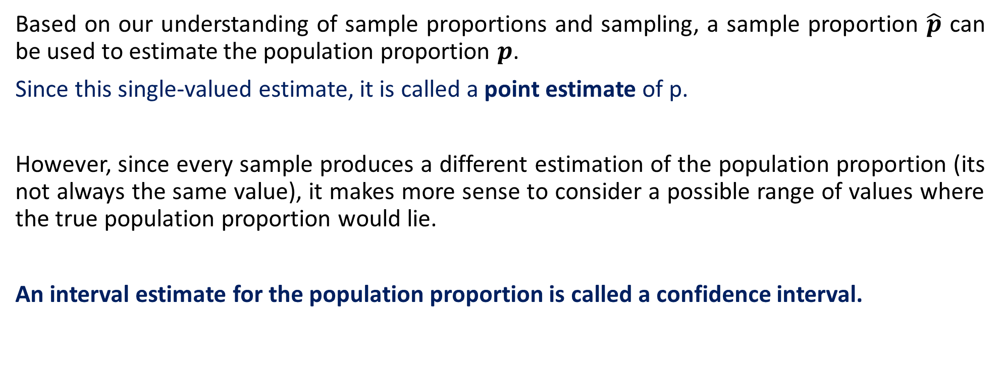 Based on our understanding of sample proportions and sampling, a sample proportion p̂ can
be used to estimate the population proportion p.
Since this single-valued estimate, it is called a point estimate of p.
However, since every sample produces a different estimation of the population proportion (its
not always the same value), it makes more sense to consider a possible range of values where
the true population proportion would lie.
An interval estimate for the population proportion is called a confidence interval.